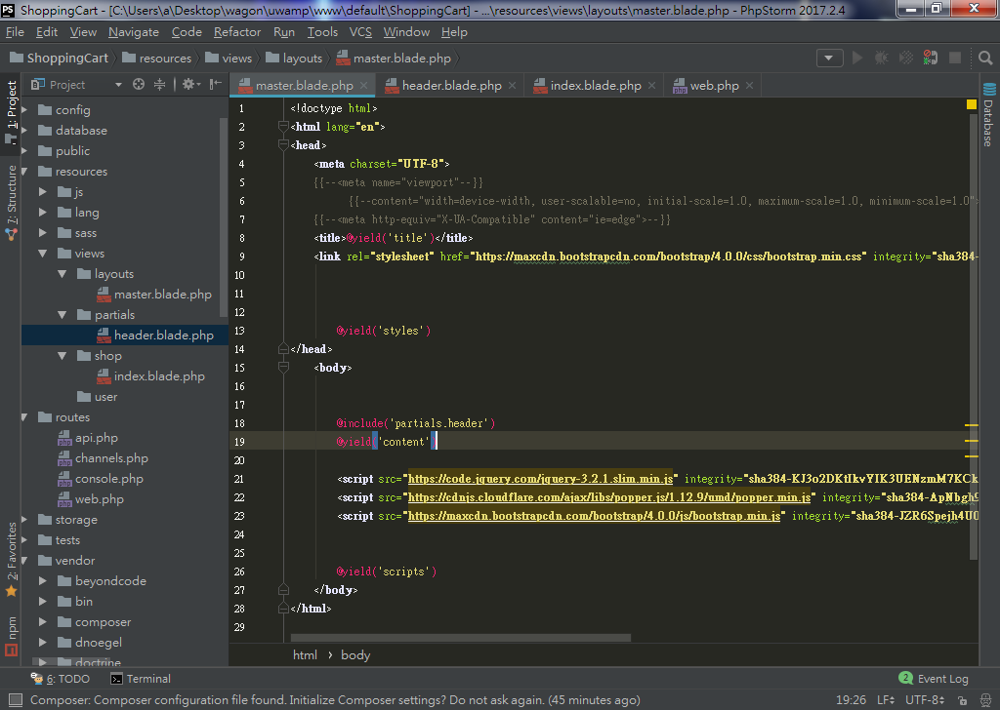 ShoppingCart - [C:\Users\a\Desktop\wagon\uwamp\www\default\ShoppingCart] - ...\resources\views\layouts\master.blade.php - PhpStorm 2017.2.4
File Edit View Navigate Code Refactor Run Tools VCS Window Help
ShoppingCart resources views layouts master.blade.php
Project
master.blade.php header.blade.php index.blade.php web.php
1: Project
7: Structure
2: Favorites
npm
Database
config
database
public
resources
js
lang
sass
views
layouts
master.blade.php
partials
header.blade.php
shop
index.blade.php
user
routes
api.php
channels.php
console.php
web.php
storage
tests
vendor
beyondcode
bin
composer
dnoegel
doctrine
1 <!doctype html>
2 <html lang="en">
3 <head>
4 <meta charset="UTF-8">
5 {{--<meta name="viewport"--}}
6 {{--content="width=device-width, user-scalable=no, initial-scale=1.0, maximum-scale=1.0, minimum-scale=1.0"
7 {{--<meta http-equiv="X-UA-Compatible" content="ie=edge">--}}
8 <title>@yield('title')</title>
9 <link rel="stylesheet" href="https://maxcdn.bootstrapcdn.com/bootstrap/4.0.0/css/bootstrap.min.css" integrity="sha384-
10
11
12
13 @yield('styles')
14 </head>
15 <body>
16
17
18 @include('partials.header')
19 @yield('content')
20
21 <script src="https://code.jquery.com/jquery-3.2.1.slim.min.js" integrity="sha384-KJ3o2DKtIkvYIK3UENzmM7KCk
22 <script src="https://cdnjs.cloudflare.com/ajax/libs/popper.js/1.12.9/umd/popper.min.js" integrity="sha384-ApNbgh9
23 <script src="https://maxcdn.bootstrapcdn.com/bootstrap/4.0.0/js/bootstrap.min.js" integrity="sha384-JZR6Spejh4U0
24
25
26 @yield('scripts')
27 </body>
28 </html>
29
html › body
6: TODO Terminal 2 Event Log
Composer: Composer configuration file found. Initialize Composer settings? Do not ask again. (45 minutes ago) 19:26 LF UTF-8